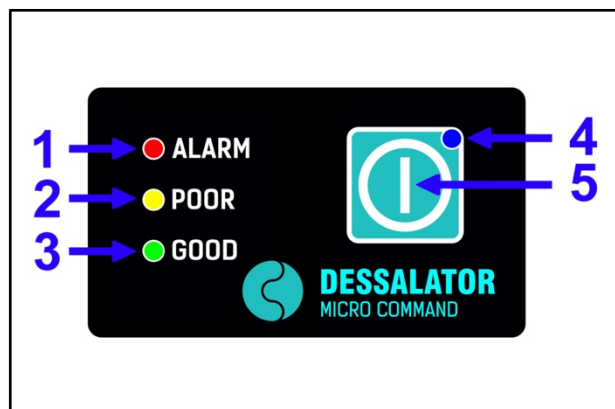 1 ALARM 4
2 POOR 5
3 GOOD
DESSALATOR
MICRO COMMAND